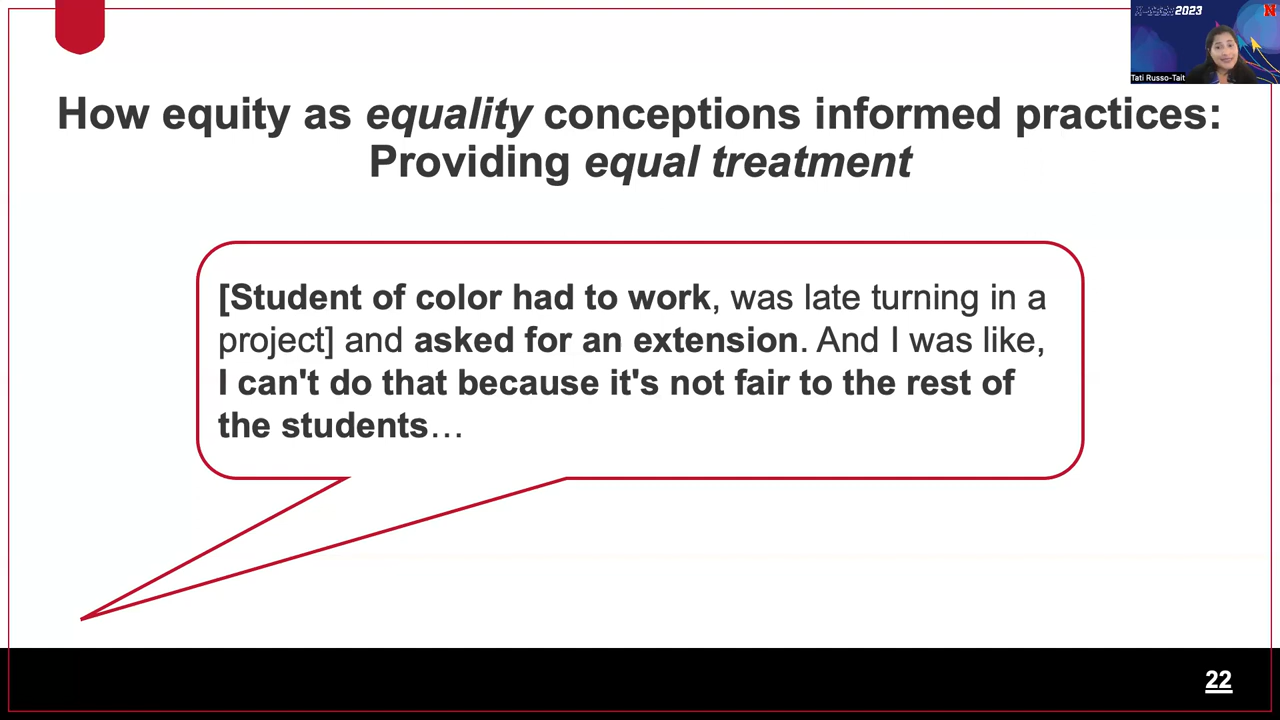 2023
N
Tati Russo-Tait
How equity as equality conceptions informed practices:
Providing equal treatment
[Student of color had to work, was late turning in a
project] and asked for an extension. And I was like,
I can't do that because it's not fair to the rest of
the students…
22